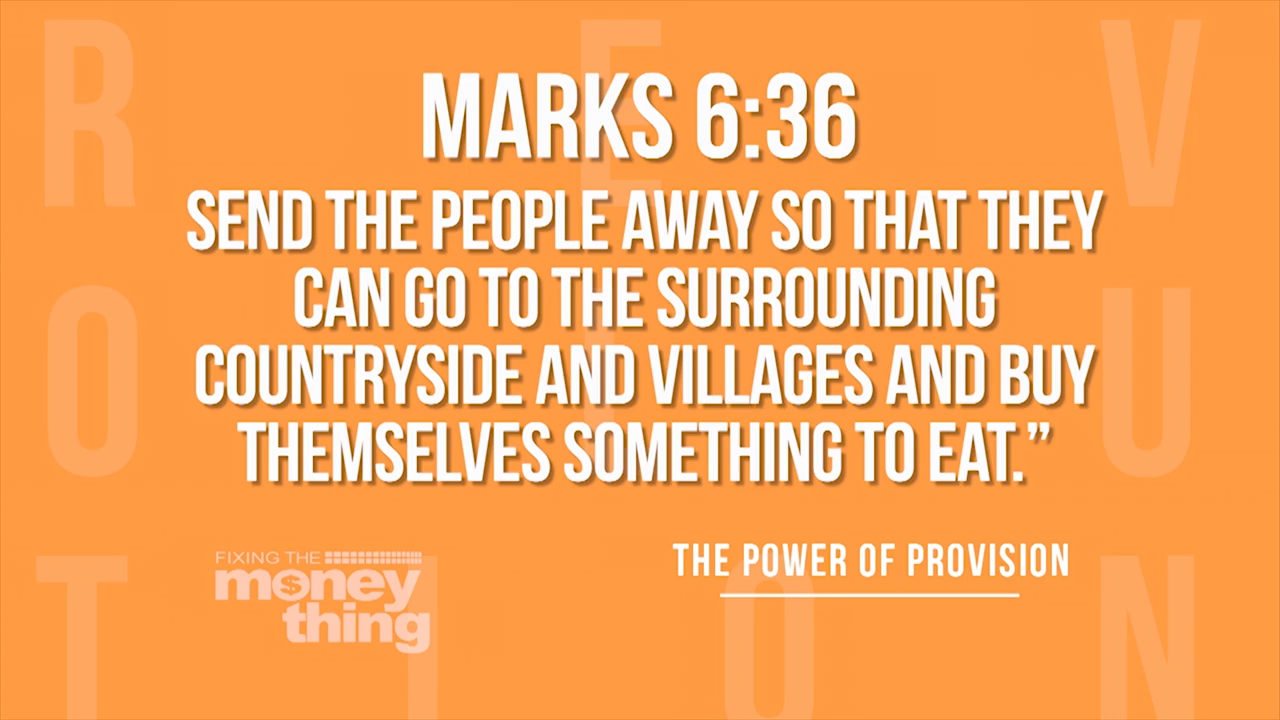 R E V
MARKS 6:36
SEND THE PEOPLE AWAY SO THAT THEY
CAN GO TO THE SURROUNDING
COUNTRYSIDE AND VILLAGES AND BUY
THEMSELVES SOMETHING TO EAT.”
O L U
T I O N
FIXING THE
money
thing
THE POWER OF PROVISION